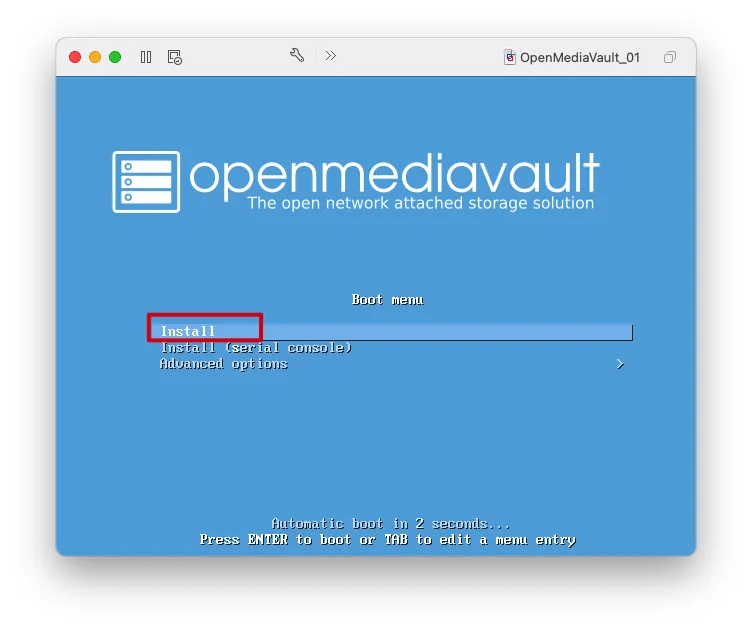 OpenMediaVault_01
openmediavault
The open network attached storage solution
Boot menu
Install
Install (serial console)
Advanced options >
Automatic boot in 2 seconds...
Press ENTER to boot or TAB to edit a menu entry